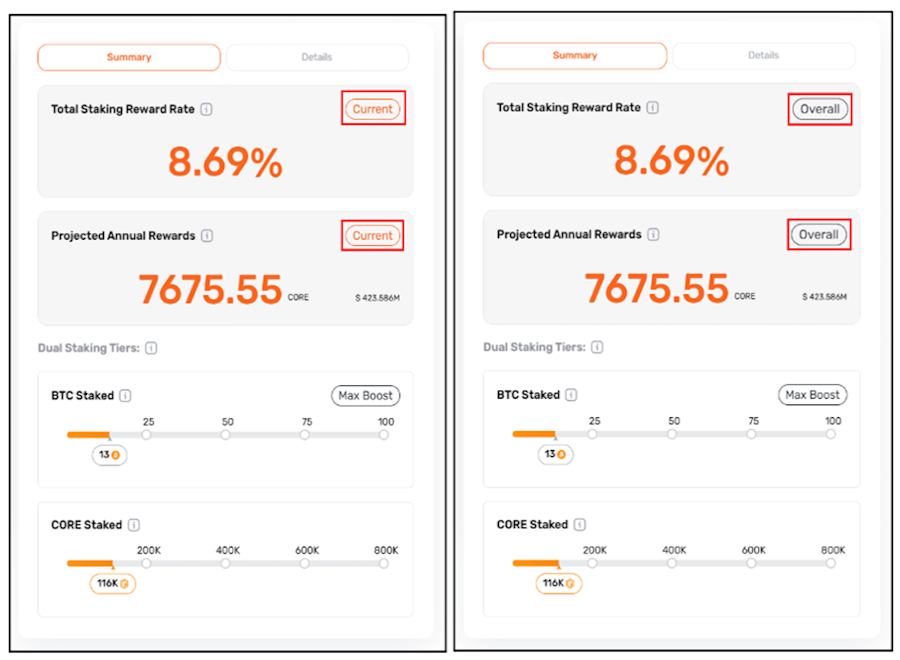 Summary Details
Total Staking Reward Rate Current
8.69%
Projected Annual Rewards Current
7675.55 CORE $ 423.586M
Dual Staking Tiers:
BTC Staked Max Boost
25 50 75 100
13
CORE Staked
200K 400K 600K 800K
116K
Summary Details
Total Staking Reward Rate Overall
8.69%
Projected Annual Rewards Overall
7675.55 CORE $ 423.586M
Dual Staking Tiers:
BTC Staked Max Boost
25 50 75 100
13
CORE Staked
200K 400K 600K 800K
116K